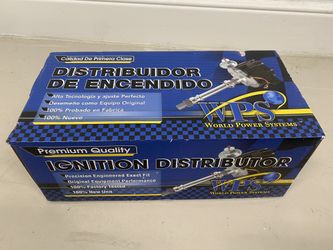 Calidad De Primera Clase
DISTRIBUIDOR
DE ENCENDIDO
Alta Tecnología y ajuste Perfecto
Desempeño como Equipo Original
100% Probado en Fabrica
100% Nuevo
WPS
WORLD POWER SYSTEMS
Premium Quality
IGNITION DISTRIBUTOR
Precision Engineered Exact Fit
Original Equipment Performance
100% Factory Tested
100% New Unit
WPS
WORLD POWER SYSTEMS